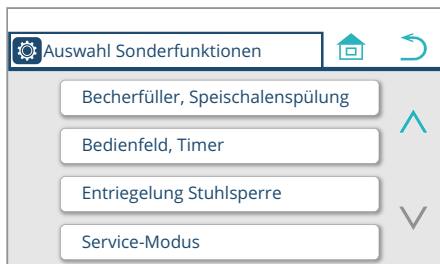 Auswahl Sonderfunktionen
Becherfüller, Speischalenspülung
Bedienfeld, Timer
Entriegelung Stuhlsperre
Service-Modus